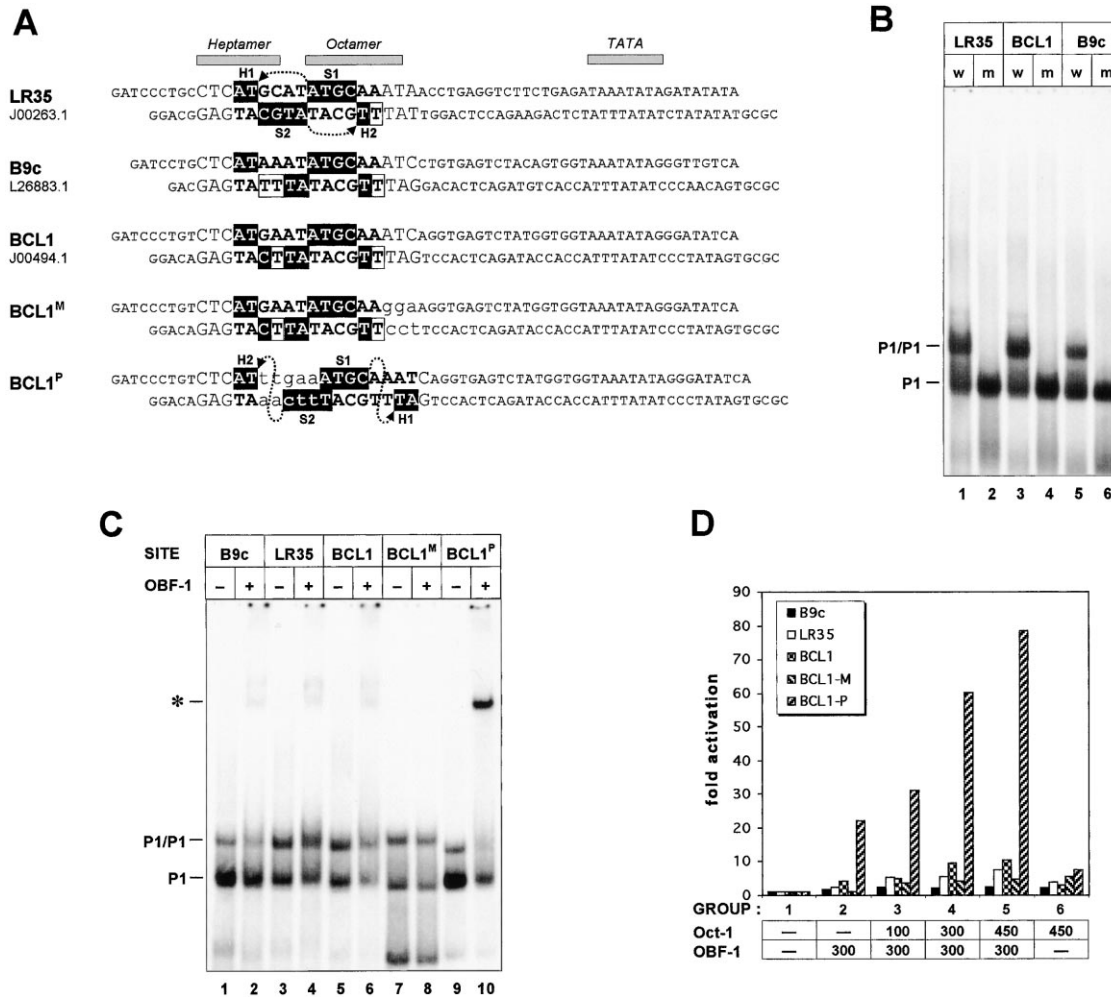 A
Heptamer Octamer TATA
H1 S1
LR35 GATCCCTGCCTCATGCATATGCAAATAACCTGAGGTCTTCTGAGATAAATATAGATATATA
J00263.1 GGACGGAGTACGTATACGTTTATTGGACTCCAGAAGACTCTATTTATATCTATATATGCGC
S2 H2
B9c GATCCTGCTCATAAATATGCAAATCCTGTGAGTCTACAGTGGTAAATATAGGGTTGTCA
L26883.1 GACGAGTATTTATACGTTTAGGACACTCAGATGTCACCATTTATATCCCAACAGTGCGC
BCL1 GATCCCTGTCTCATGAATATGCAAATCAGGTGAGTCTATGGTGGTAAATATAGGGATATCA
J00494.1 GGACAGAGTACTTATACGTTTAGTCCACTCAGATACCACCATTTATATCCCTATAGTGCGC
BCL1M GATCCCTGTCTCATGAATATGCAAggaAGGTGAGTCTATGGTGGTAAATATAGGGATATCA
GGACAGAGTACTTATACGTTcctTCCACTCAGATACCACCATTTATATCCCTATAGTGCGC
H2 S1
BCL1P GATCCCTGTCTCATttgaaATGCAAATCAGGTGAGTCTATGGTGGTAAATATAGGGATATCA
GGACAGAGTAaactttTACGTTTAGTCCACTCAGATACCACCATTTATATCCCTATAGTGCGC
S2 H1
B
LR35 BCL1 B9c
w m w m w m
P1/P1
P1
1 2 3 4 5 6
C
SITE B9c LR35 BCL1 BCL1M BCL1P
OBF-1 – + – + – + – + – +
*
P1/P1
P1
1 2 3 4 5 6 7 8 9 10
D
90
80
70
60
50
40
30
20
10
0
fold activation
B9c
LR35
BCL1
BCL1-M
BCL1-P
GROUP : 1 2 3 4 5 6
Oct-1 — — 100 300 450 450
OBF-1 — 300 300 300 300 —